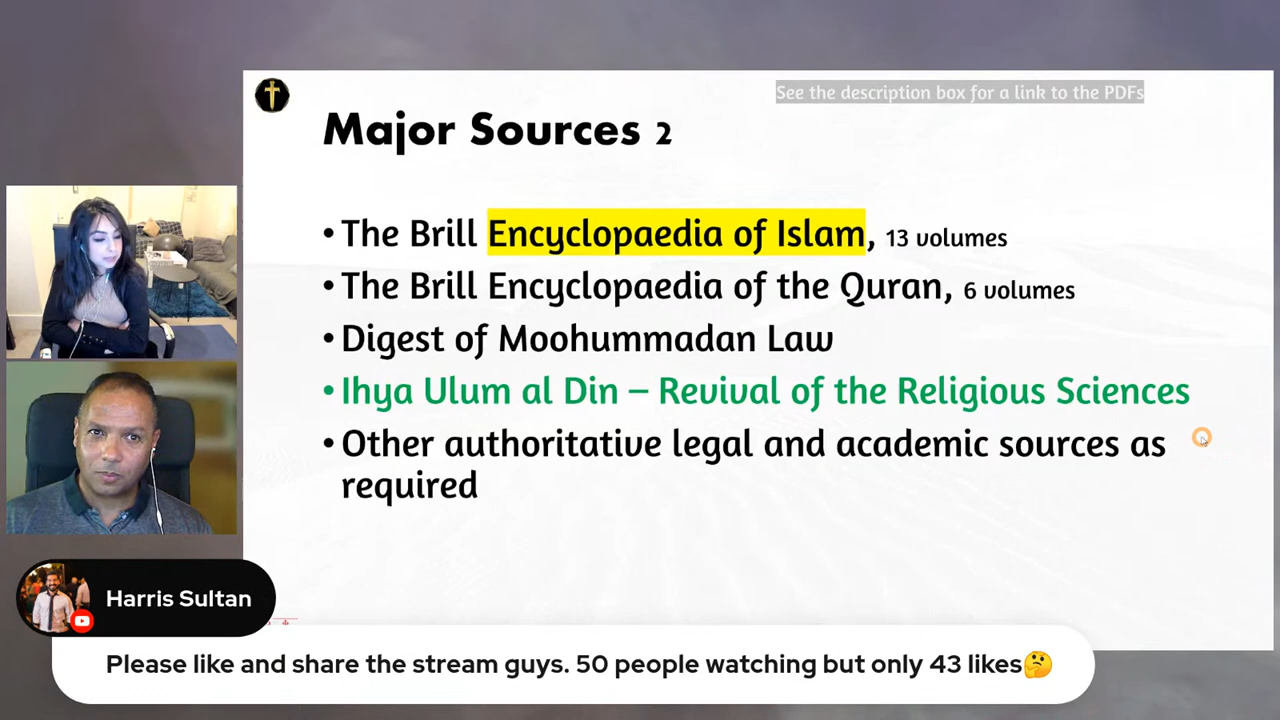 See the description box for a link to the PDFs
Major Sources 2
• The Brill Encyclopaedia of Islam, 13 volumes
• The Brill Encyclopaedia of the Quran, 6 volumes
• Digest of Moohummadan Law
• Ihya Ulum al Din – Revival of the Religious Sciences
• Other authoritative legal and academic sources as
required
Harris Sultan
Please like and share the stream guys. 50 people watching but only 43 likes🤔